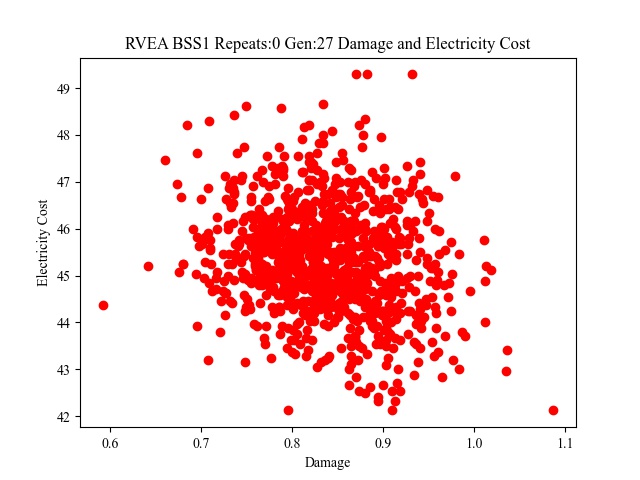 RVEA BSS1 Repeats:0 Gen:27 Damage and Electricity Cost
49
48
47
46
45
44
43
42
Electricity Cost
0.6 0.7 0.8 0.9 1.0 1.1
Damage